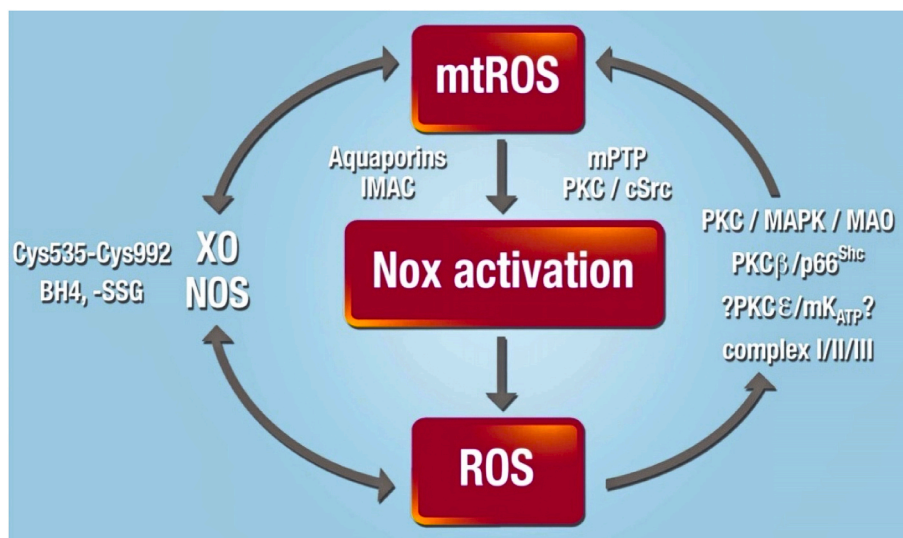 mtROS
Aquaporins
IMAC
mPTP
PKC / cSrc
Nox activation
ROS
Cys535-Cys992
BH4, -SSG
XO
NOS
PKC / MAPK / MAO
PKCβ/p66Shc
?PKCε/mKATP?
complex I/II/III